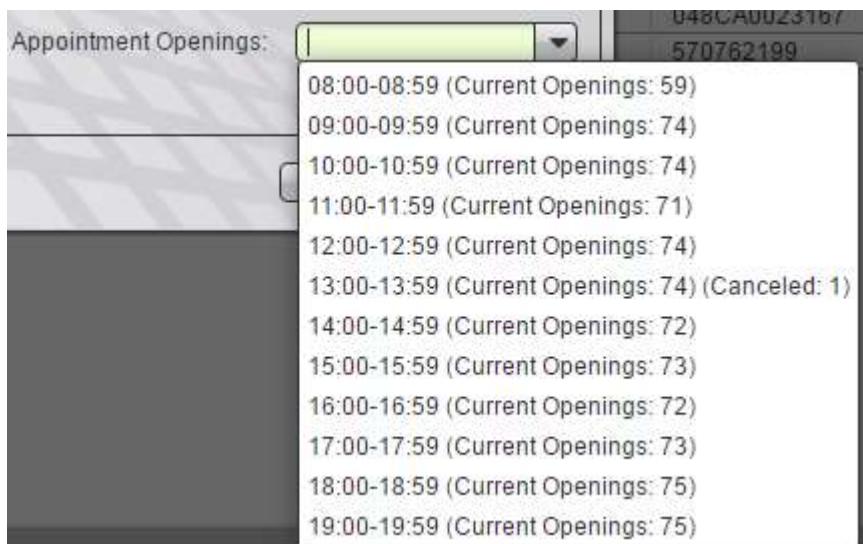 048CA0023167
Appointment Openings:
570762199
08:00-08:59 (Current Openings: 59)
09:00-09:59 (Current Openings: 74)
10:00-10:59 (Current Openings: 74)
11:00-11:59 (Current Openings: 71)
12:00-12:59 (Current Openings: 74)
13:00-13:59 (Current Openings: 74) (Canceled: 1)
14:00-14:59 (Current Openings: 72)
15:00-15:59 (Current Openings: 73)
16:00-16:59 (Current Openings: 72)
17:00-17:59 (Current Openings: 73)
18:00-18:59 (Current Openings: 75)
19:00-19:59 (Current Openings: 75)